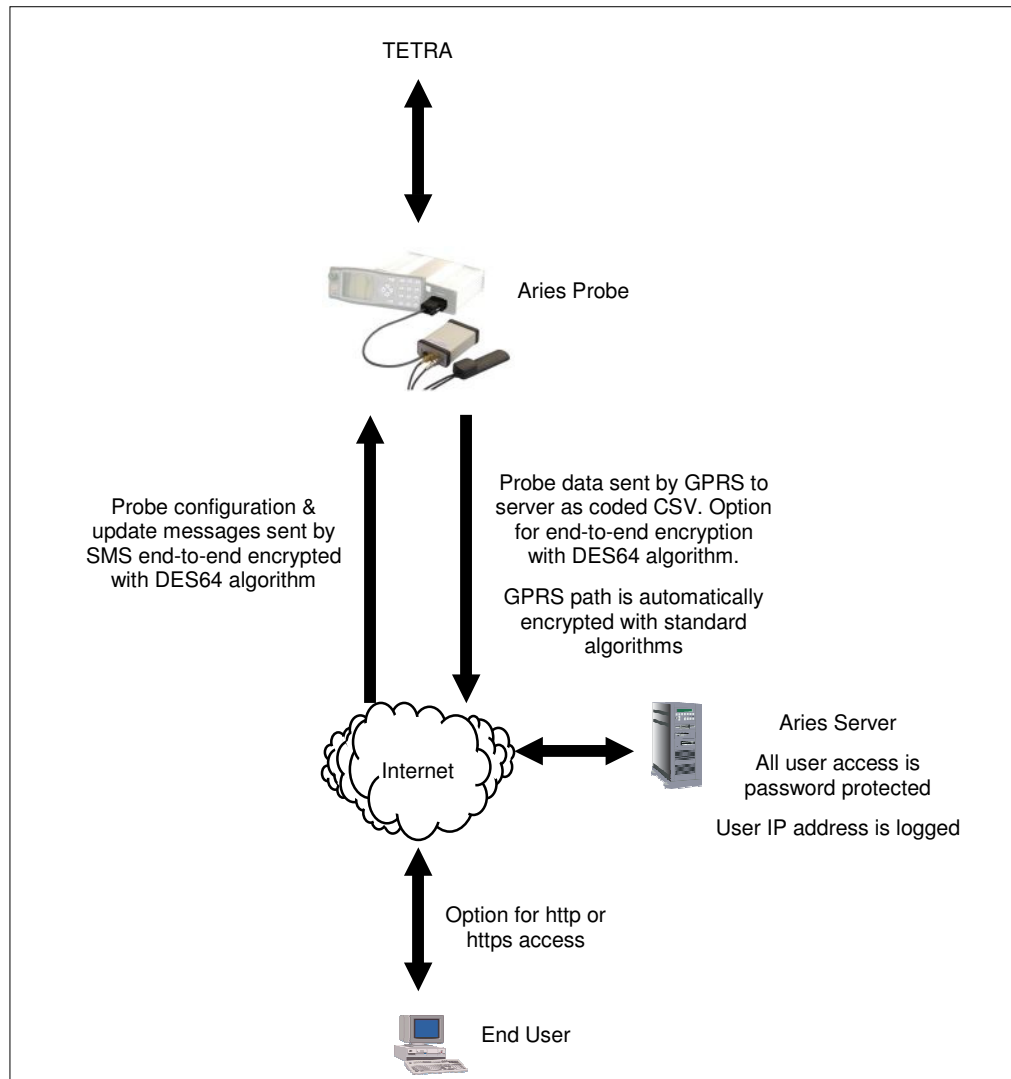 TETRA
Aries Probe
Probe configuration &
update messages sent by
SMS end-to-end encrypted
with DES64 algorithm
Probe data sent by GPRS to
server as coded CSV. Option
for end-to-end encryption
with DES64 algorithm.
GPRS path is automatically
encrypted with standard
algorithms
Internet
Aries Server
All user access is
password protected
User IP address is logged
Option for http or
https access
End User